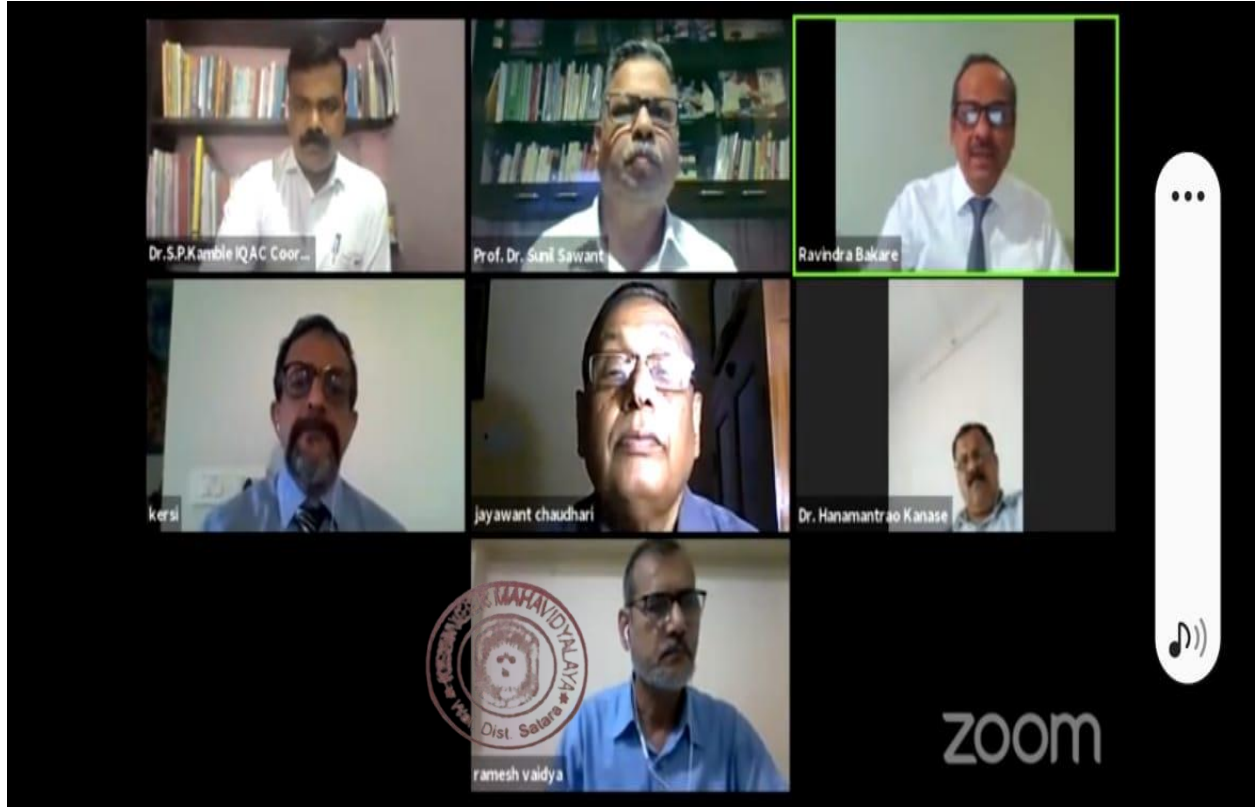 Dr.S.P.Kamble IQAC Coor...
Prof. Dr. Sunil Sawant
Ravindra Bakare
kersi
jayawant chaudhari
Dr. Hanamantrao Kanase
MAHAVIDYALAYA
Dist. Satara
ramesh vaidya
zoom